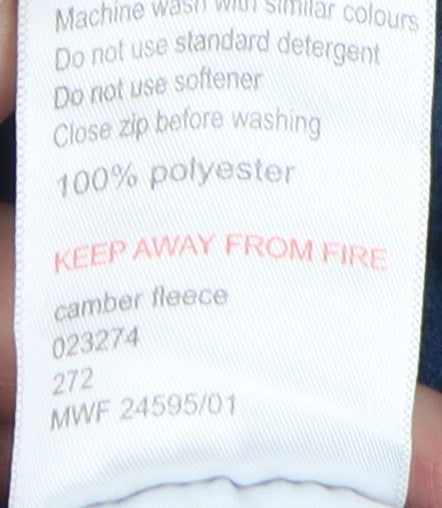 Machine wash with similar colours
Do not use standard detergent
Do not use softener
Close zip before washing
100% polyester
KEEP AWAY FROM FIRE
camber fleece
023274
272
MWF 24595/01